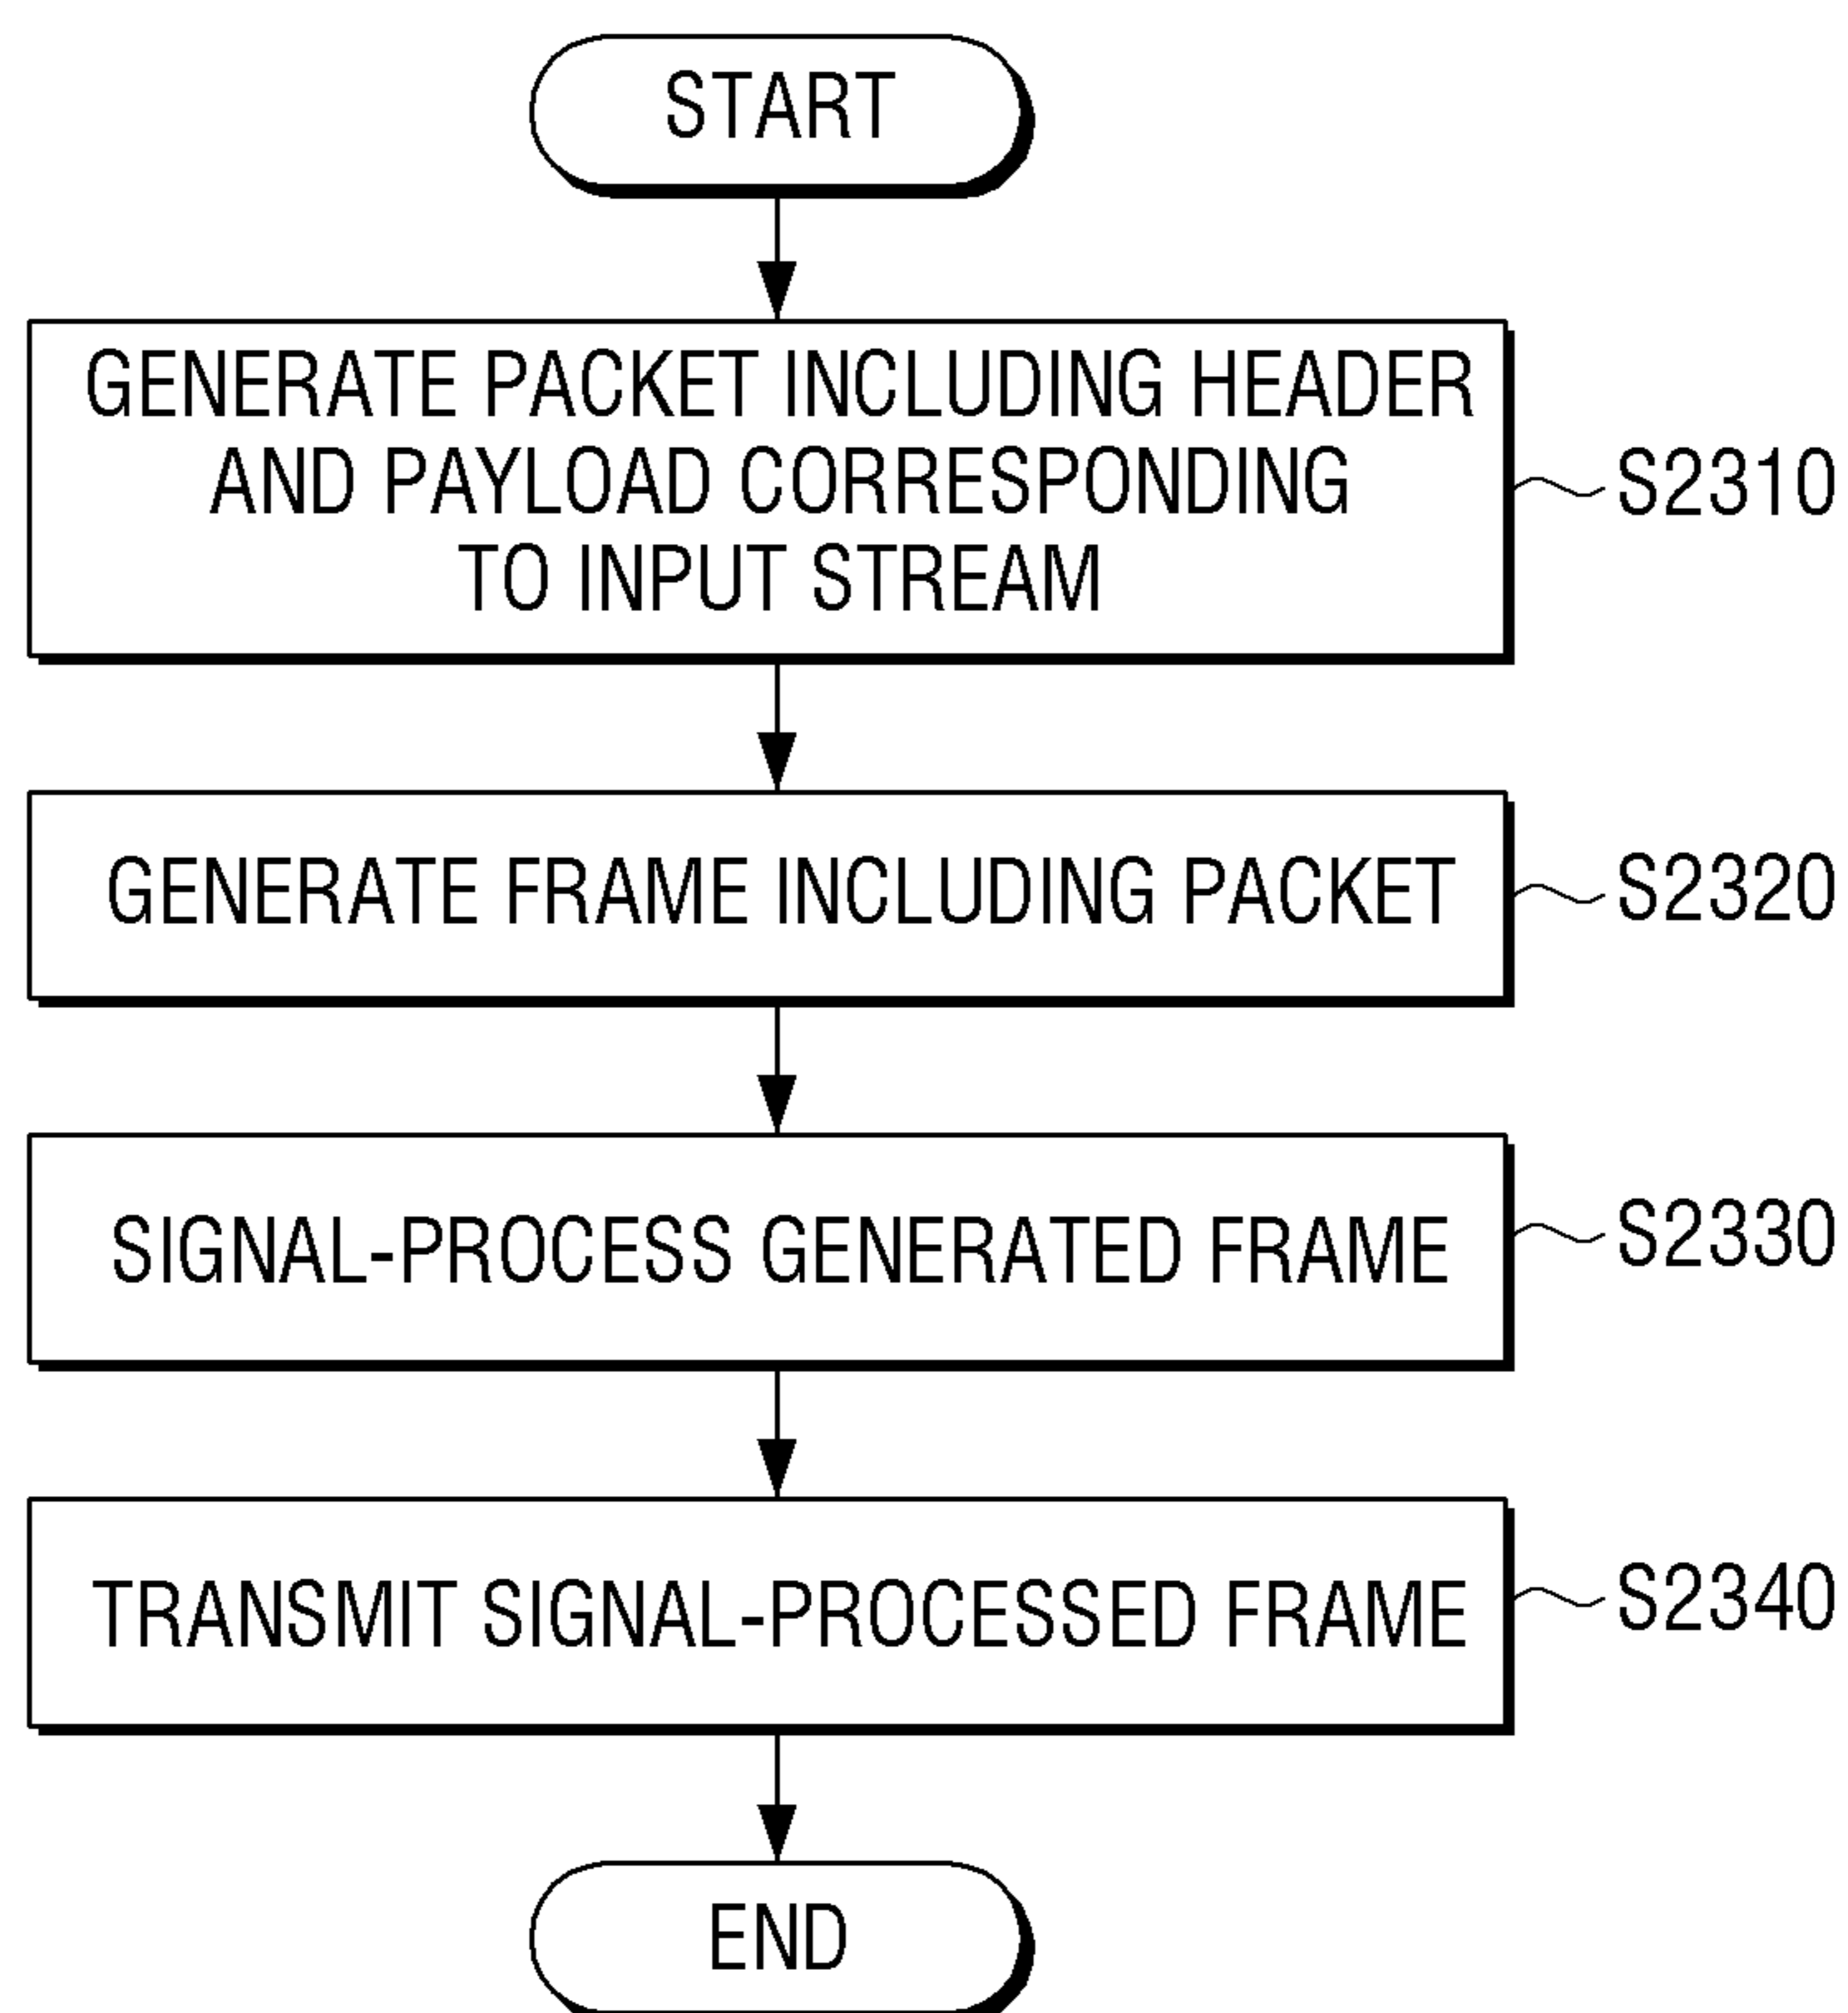 START
GENERATE PACKET INCLUDING HEADER
AND PAYLOAD CORRESPONDING
TO INPUT STREAM
S2310
GENERATE FRAME INCLUDING PACKET
S2320
SIGNAL-PROCESS GENERATED FRAME
S2330
TRANSMIT SIGNAL-PROCESSED FRAME
S2340
END